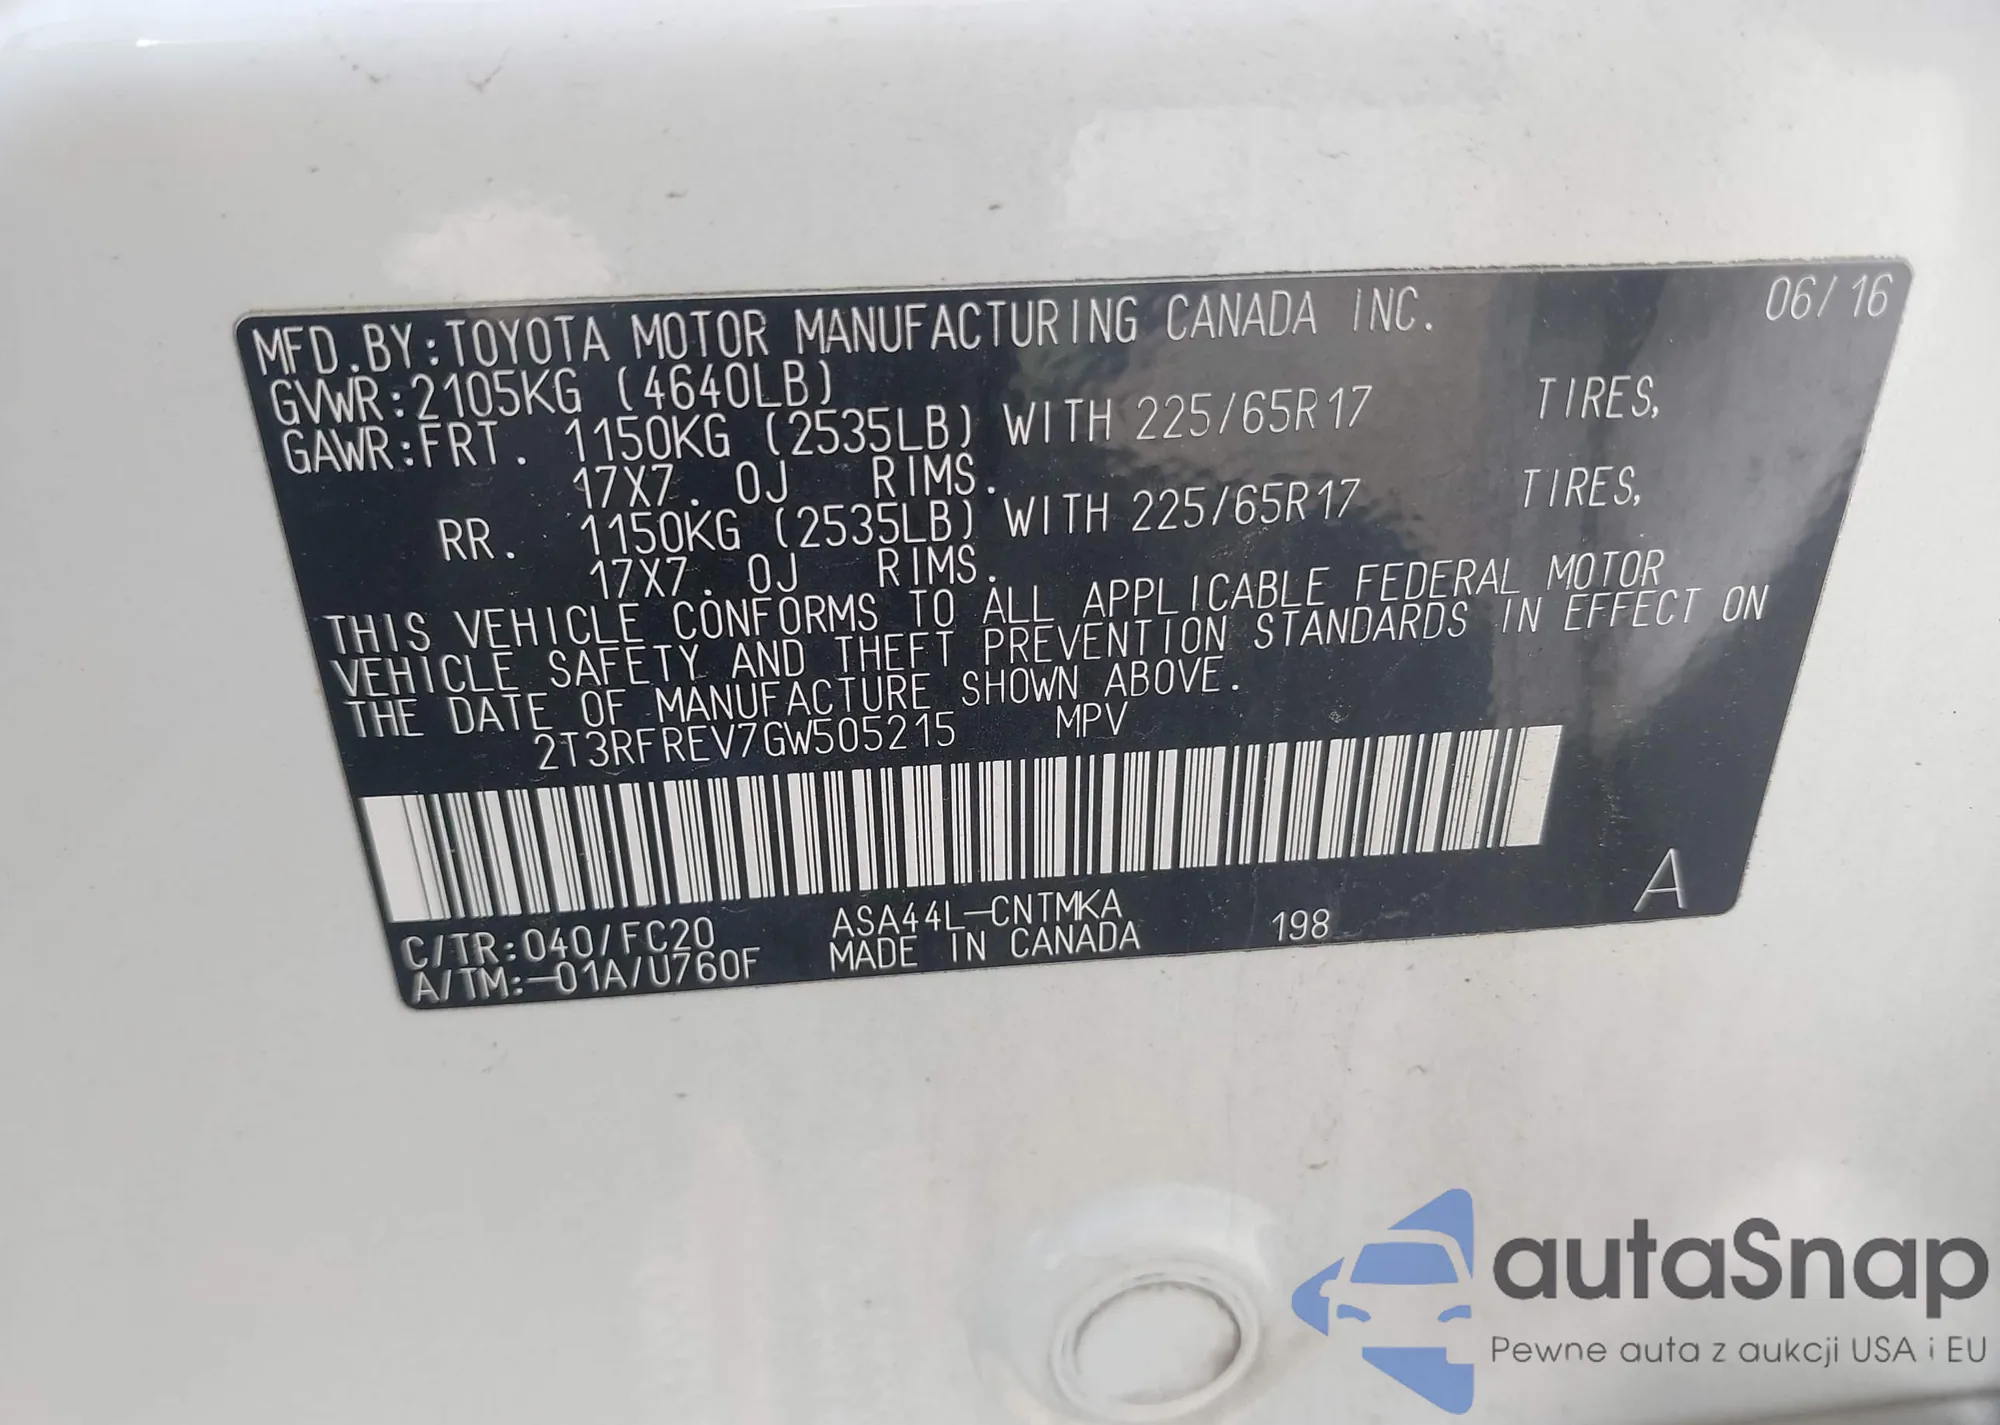 MFD.BY:TOYOTA MOTOR MANUFACTURING CANADA INC. 06/16
GVWR:2105KG (4640LB)
GAWR:FRT. 1150KG (2535LB) WITH 225/65R17 TIRES,
17X7.0J RIMS.
RR. 1150KG (2535LB) WITH 225/65R17 TIRES,
17X7.0J RIMS.
THIS VEHICLE CONFORMS TO ALL APPLICABLE FEDERAL MOTOR
VEHICLE SAFETY AND THEFT PREVENTION STANDARDS IN EFFECT ON
THE DATE OF MANUFACTURE SHOWN ABOVE.
2T3RFREV7GW505215 MPV
C/TR:040/FC20 ASA44L-CNTMKA 198 A
A/TM:-01A/U760F MADE IN CANADA
autaSnap
Pewne auta z aukcji USA i EU